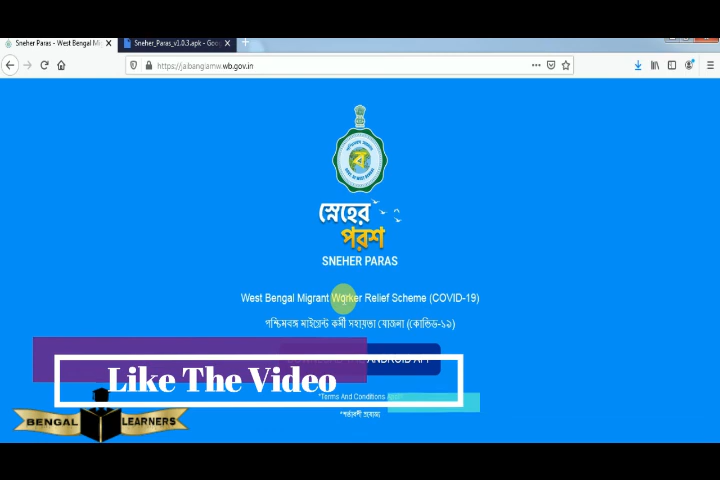 Sneher Paras - West Bengal Mi
Sneher_Paras_v1.0.3.apk - Goo
https://jaibanglamw.wb.gov.in
স্নেহের
পরশ
SNEHER PARAS
West Bengal Migrant Worker Relief Scheme (COVID-19)
পশ্চিমবঙ্গ মাইগ্রেন্ট কর্মী সহায়তা যোজনা (কোভিড-১৯)
ANDROID APP
Like The Video
*Terms And Conditions
*শর্তাবলী প্রযোজ্য
BENGAL LEARNERS